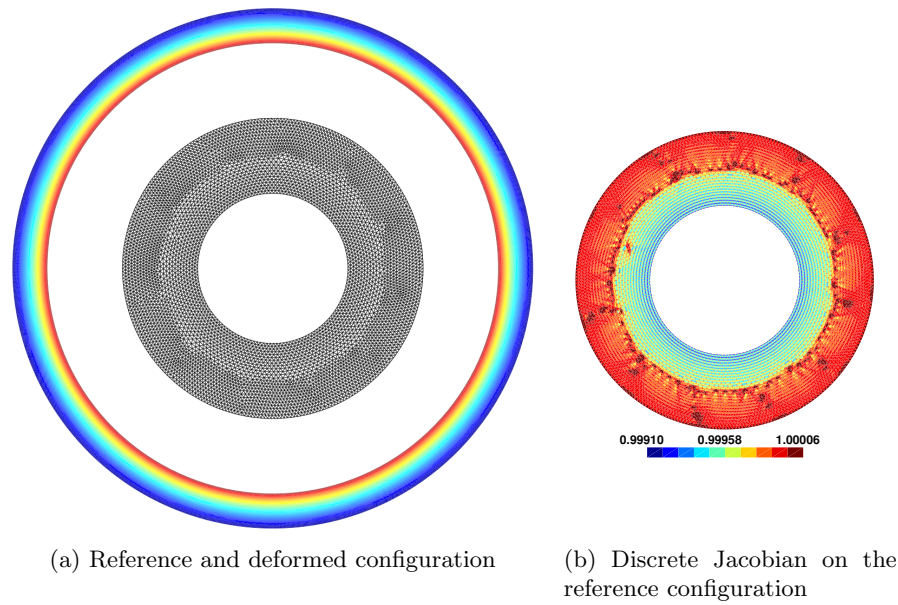 0.99910 0.99958 1.00006
(a) Reference and deformed configuration
(b) Discrete Jacobian on the
reference configuration